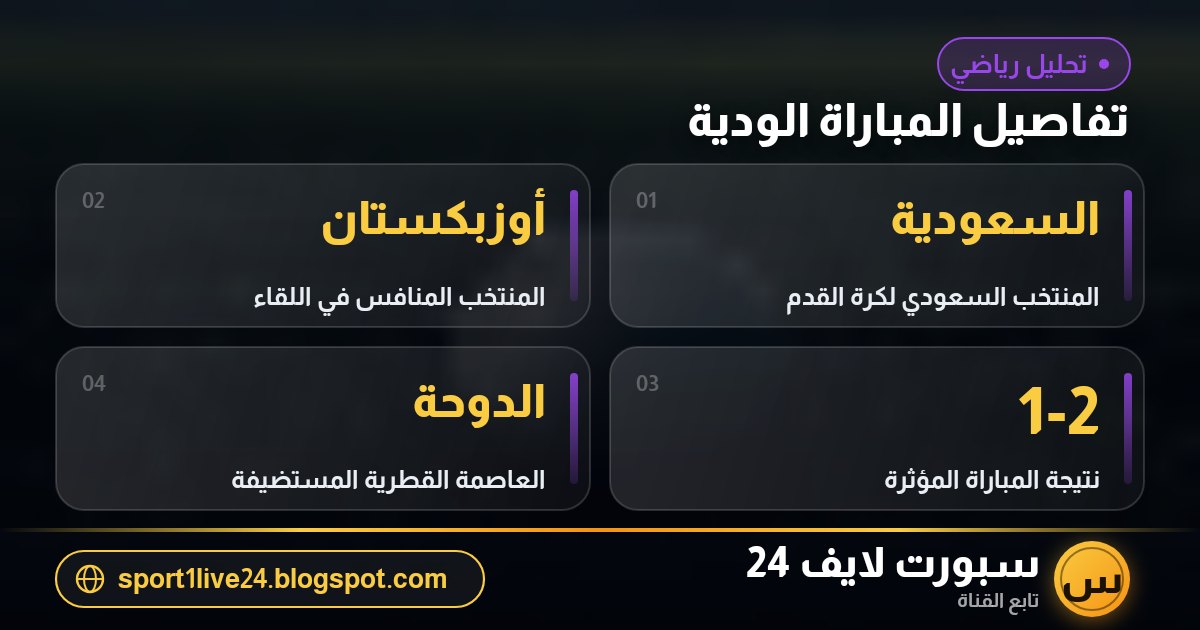 تحليل رياضي
تفاصيل المباراة الودية
01
السعودية
المنتخب السعودي لكرة القدم
02
أوزبكستان
المنتخب المنافس في اللقاء
03
1-2
نتيجة المباراة المؤثرة
04
الدوحة
العاصمة القطرية المستضيفة
س
سبورت لايف 24
تابع القناة
sport1live24.blogspot.com